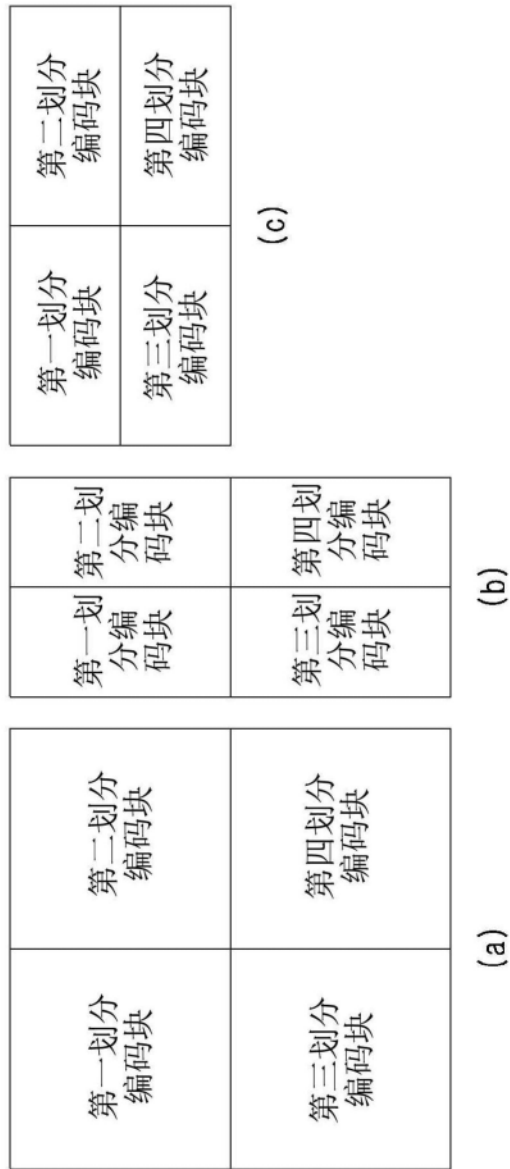 第一划分
编码块
第二划分
编码块
第三划分
编码块
第四划分
编码块
(a)
第一划
分编
码块
第二划
分编
码块
第三划
分编
码块
第四划
分编
码块
(b)
第一划分
编码块
第二划分
编码块
第三划分
编码块
第四划分
编码块
(c)